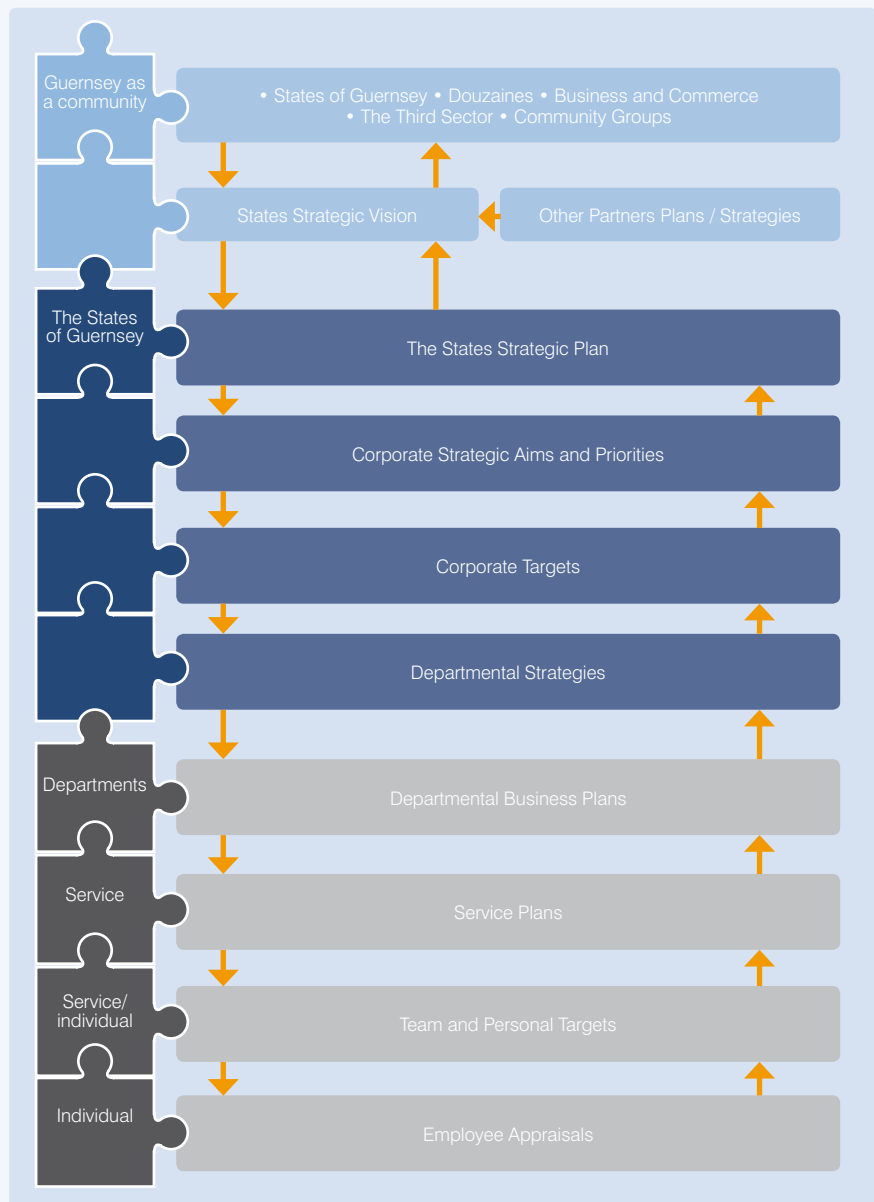 Guernsey as
a community
• States of Guernsey • Douzaines • Business and Commerce
• The Third Sector • Community Groups
States Strategic Vision
Other Partners Plans / Strategies
The States
of Guernsey
The States Strategic Plan
Corporate Strategic Aims and Priorities
Corporate Targets
Departmental Strategies
Departments
Departmental Business Plans
Service
Service Plans
Service/
individual
Team and Personal Targets
Individual
Employee Appraisals